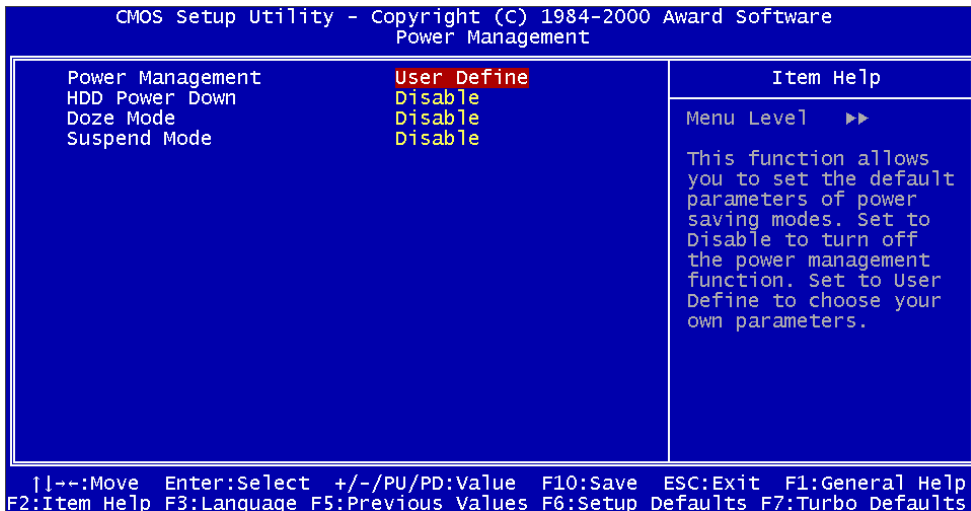 CMOS Setup Utility - Copyright (C) 1984-2000 Award Software
Power Management
Power Management User Define
HDD Power Down Disable
Doze Mode Disable
Suspend Mode Disable
Item Help
Menu Level ▶▶
This function allows
you to set the default
parameters of power
saving modes. Set to
Disable to turn off
the power management
function. Set to User
Define to choose your
own parameters.
↑↓→←:Move Enter:Select +/-/PU/PD:Value F10:Save ESC:Exit F1:General Help
F2:Item Help F3:Language F5:Previous Values F6:Setup Defaults F7:Turbo Defaults